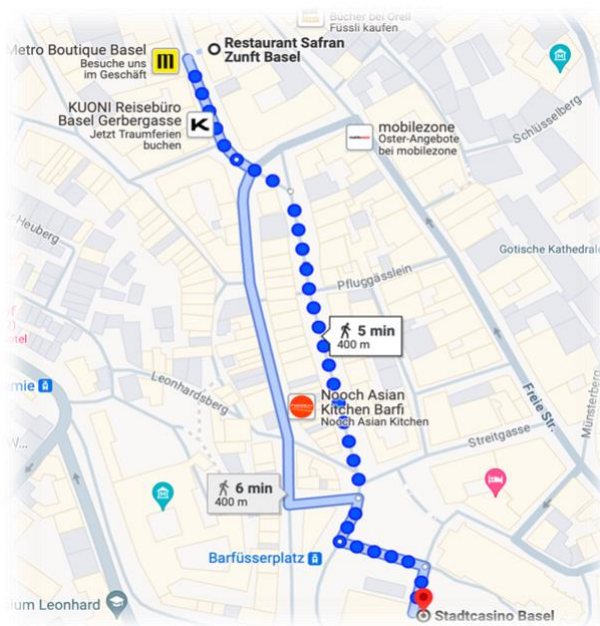 Bücher bei Orell
Füssli kaufen
Metro Boutique Basel
Besuche uns
im Geschäft
Restaurant Safran
Zunft Basel
KUONI Reisebüro
Basel Gerbergasse
Jetzt Traumferien
buchen
K
mobilezone
Oster-Angebote
bei mobilezone
Schlüsselberg
Heuberg
Gotische Kathedrale
Pfluggässlein
5 min
400 m
Leonhardsberg
Nooch Asian
Kitchen Barfi
Nooch Asian Kitchen
Freie Str.
Münsterberg
Streitgasse
6 min
400 m
Barfüsserplatz
Stadtcasino Basel